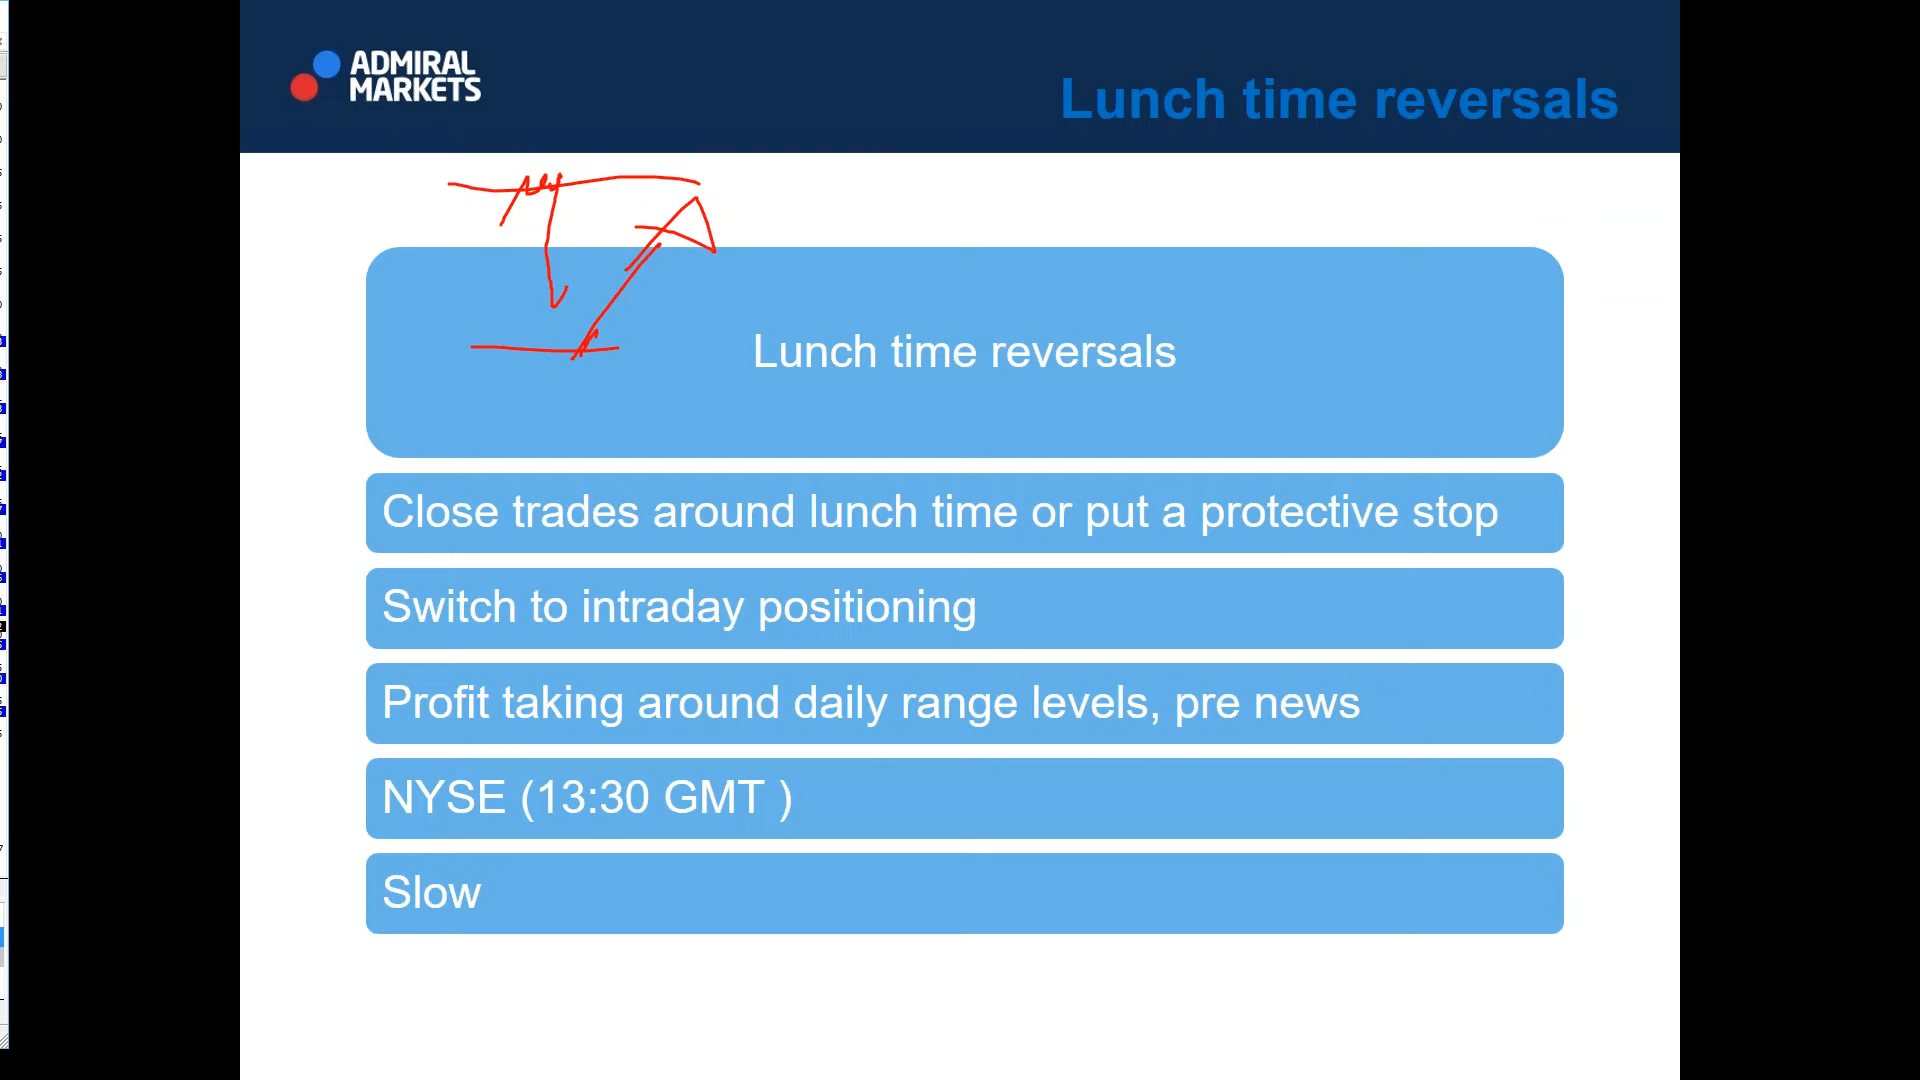 ADMIRAL
MARKETS
Lunch time reversals
Lunch time reversals
Close trades around lunch time or put a protective stop
Switch to intraday positioning
Profit taking around daily range levels, pre news
NYSE (13:30 GMT )
Slow